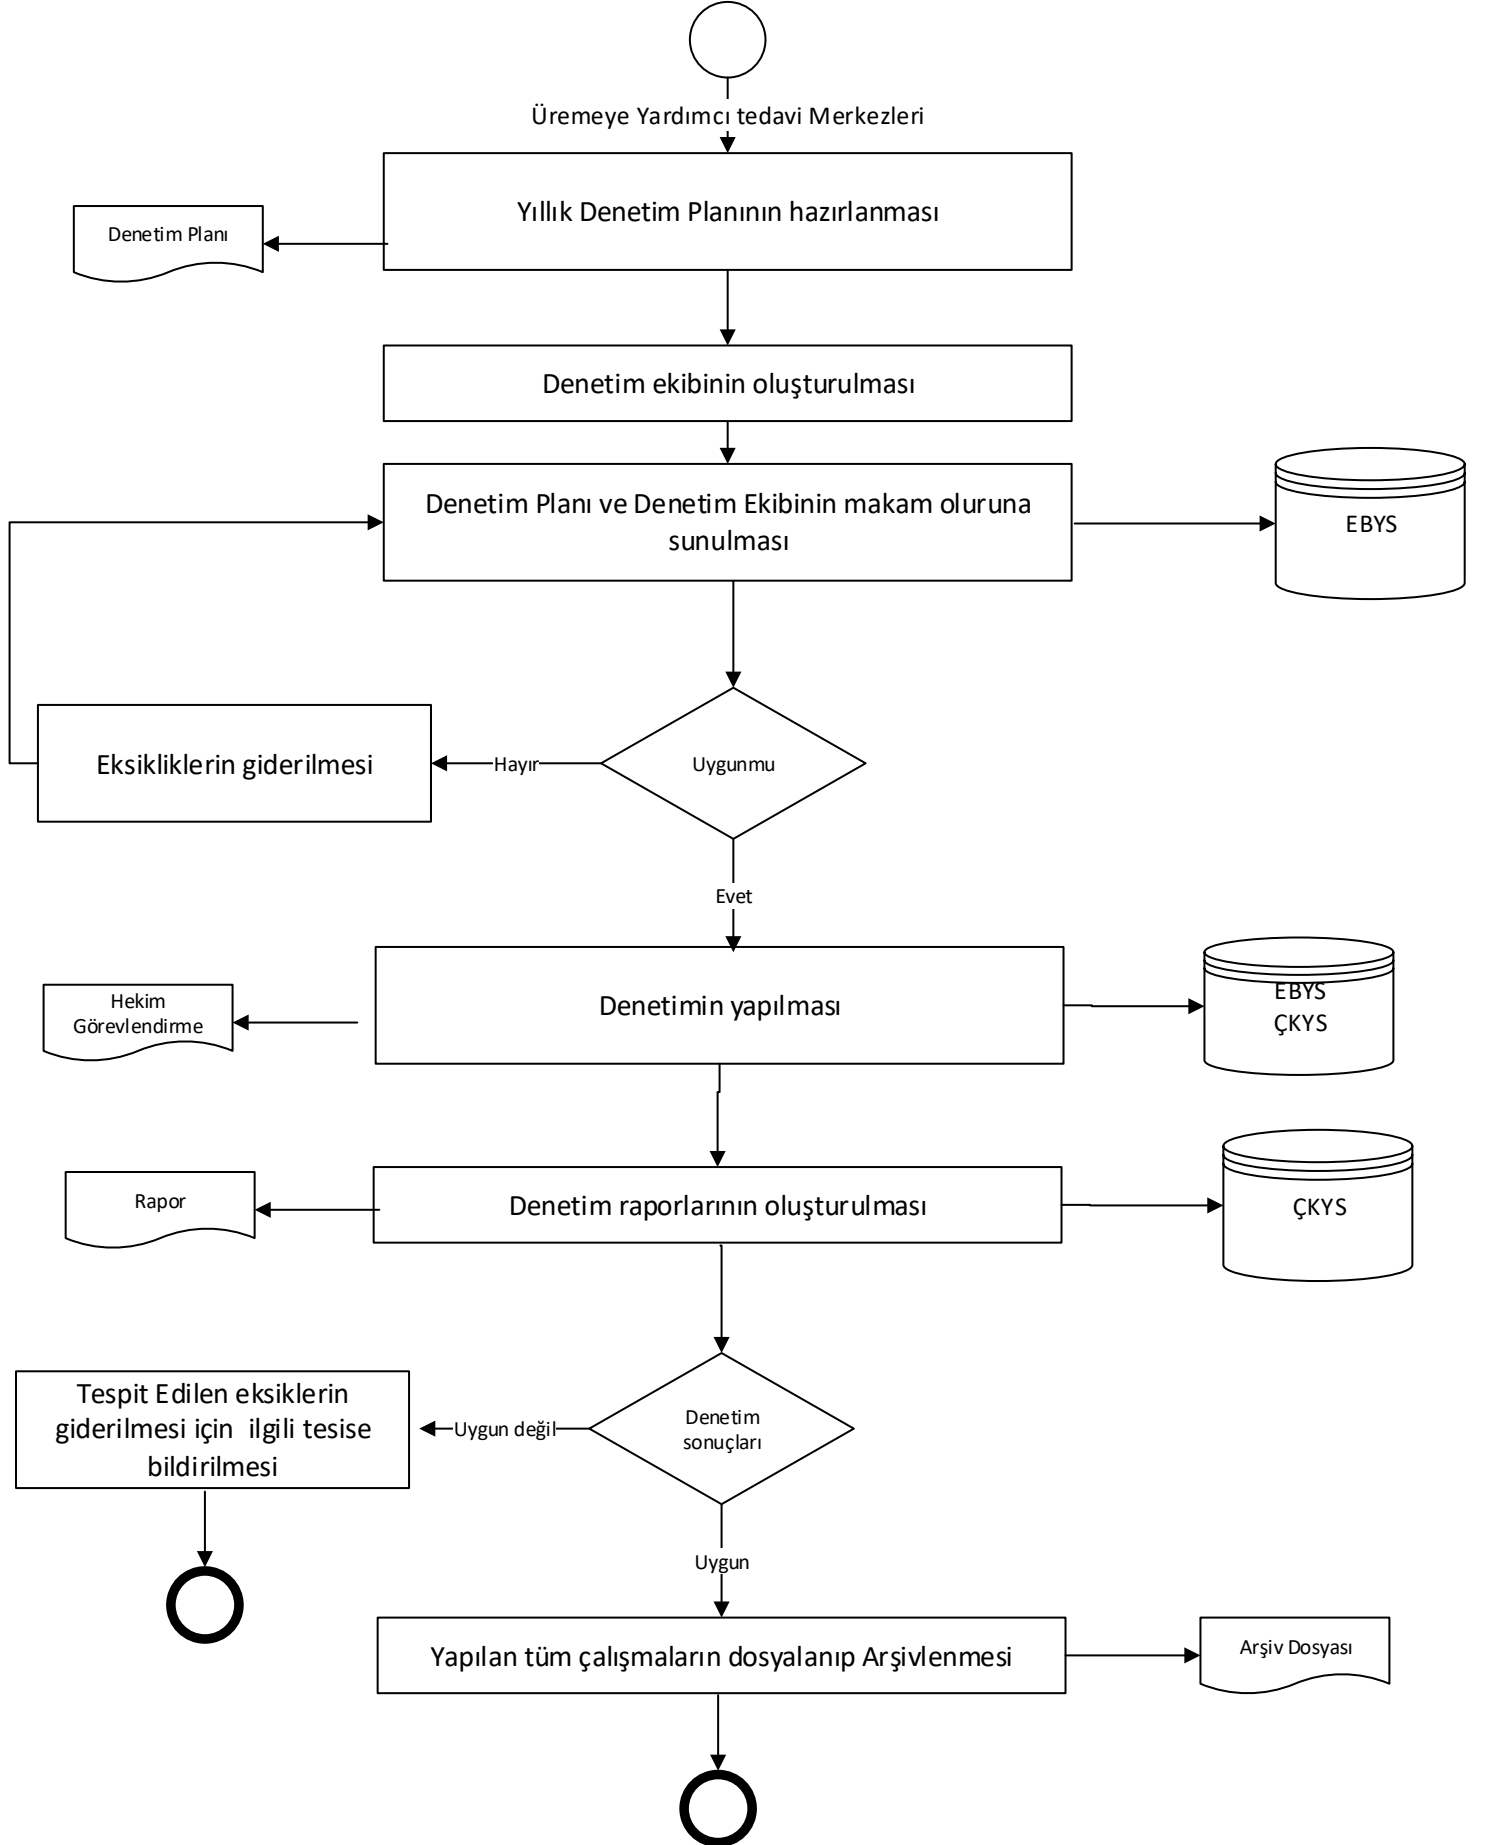 Üremeye Yardımcı tedavi Merkezleri
Yıllık Denetim Planının hazırlanması
Denetim Planı
Denetim ekibinin oluşturulması
Denetim Planı ve Denetim Ekibinin makam oluruna
sunulması
EBYS
Eksikliklerin giderilmesi
Hayır
Uygunmu
Evet
Hekim
Görevlendirme
Denetimin yapılması
EBYS
ÇKYS
Rapor
Denetim raporlarının oluşturulması
ÇKYS
Tespit Edilen eksiklerin
giderilmesi için  ilgili tesise
bildirilmesi
Uygun değil
Denetim
sonuçları
Uygun
Yapılan tüm çalışmaların dosyalanıp Arşivlenmesi
Arşiv Dosyası